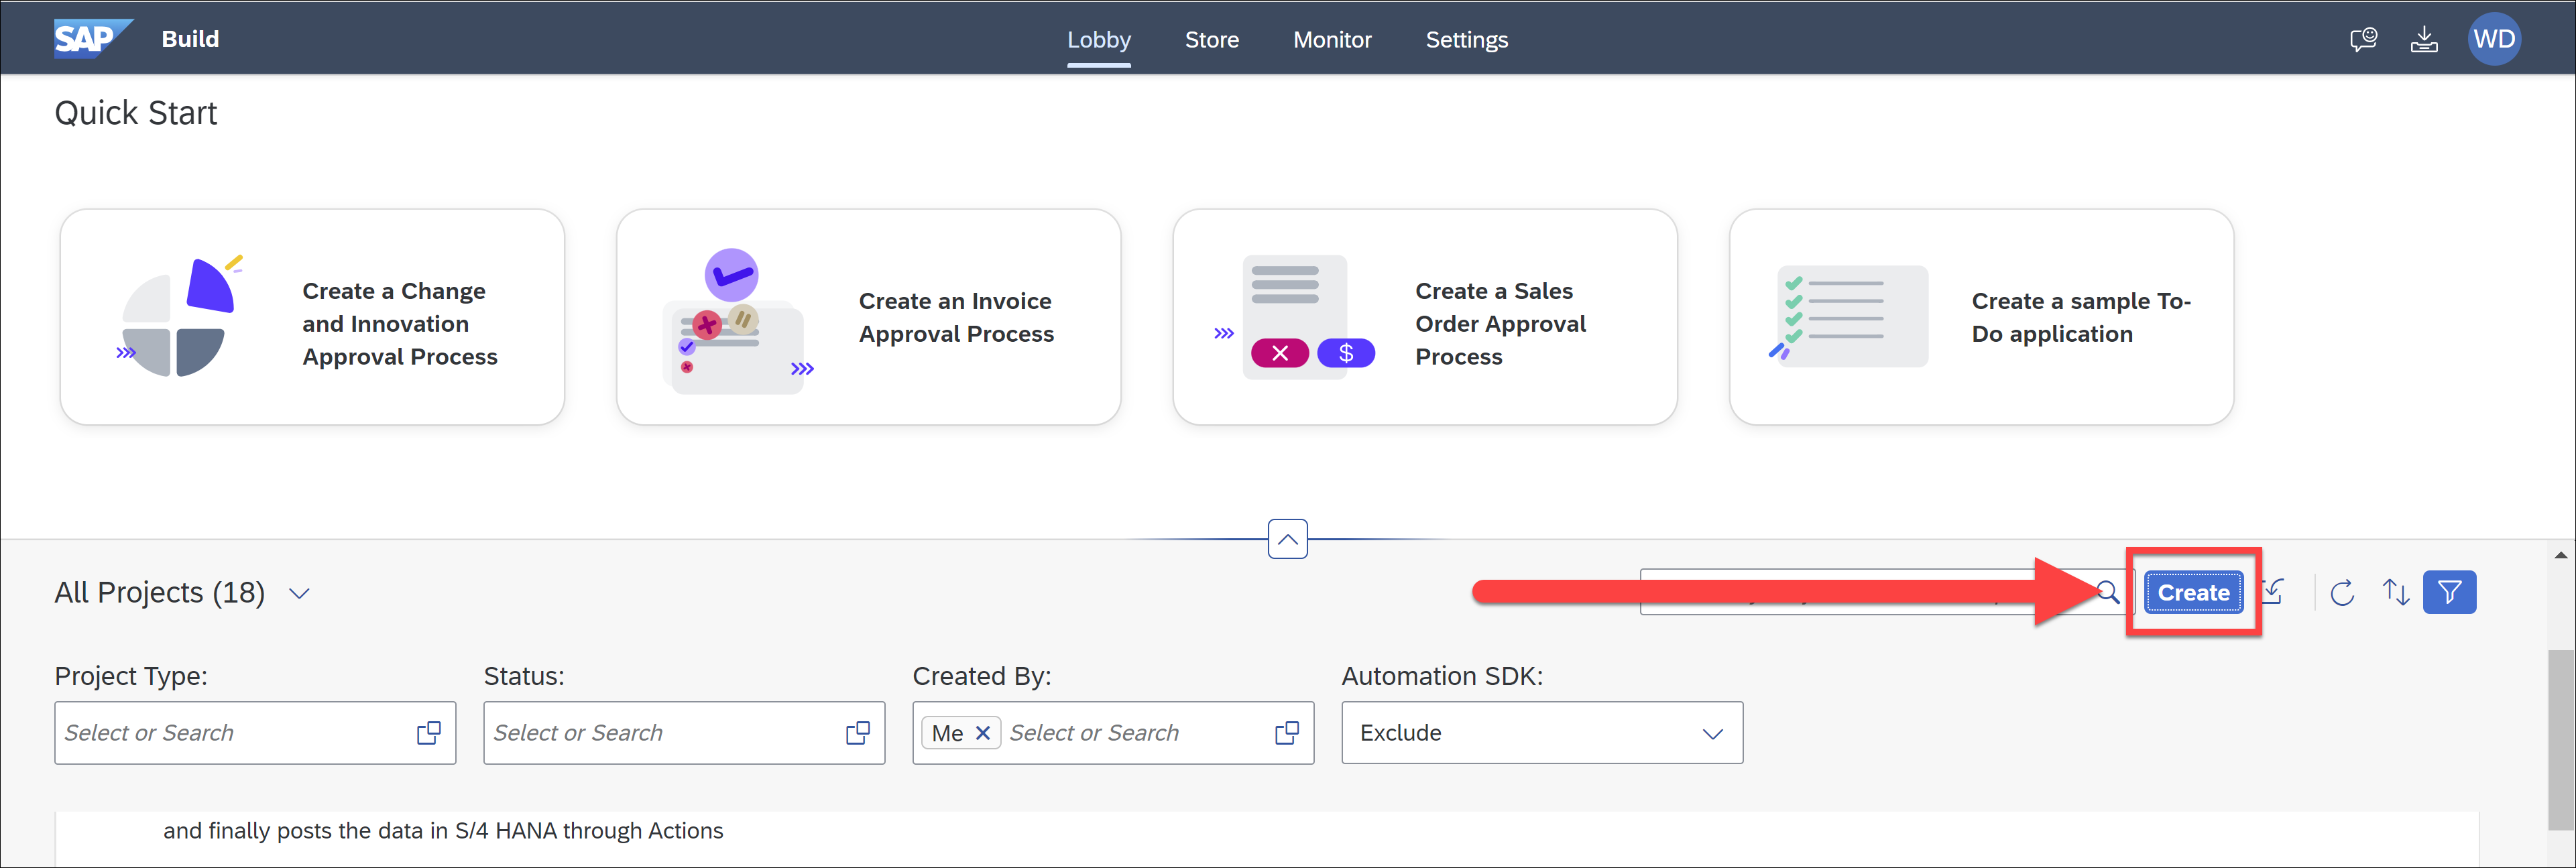 SAP Build Lobby Store Monitor Settings WD
Quick Start
Create a Change
and Innovation
Approval Process
Create an Invoice
Approval Process
$
Create a Sales
Order Approval
Process
Create a sample To-
Do application
All Projects (18)
Create
Project Type: Status: Created By: Automation SDK:
Select or Search Select or Search Me Select or Search Exclude
and finally posts the data in S/4 HANA through Actions